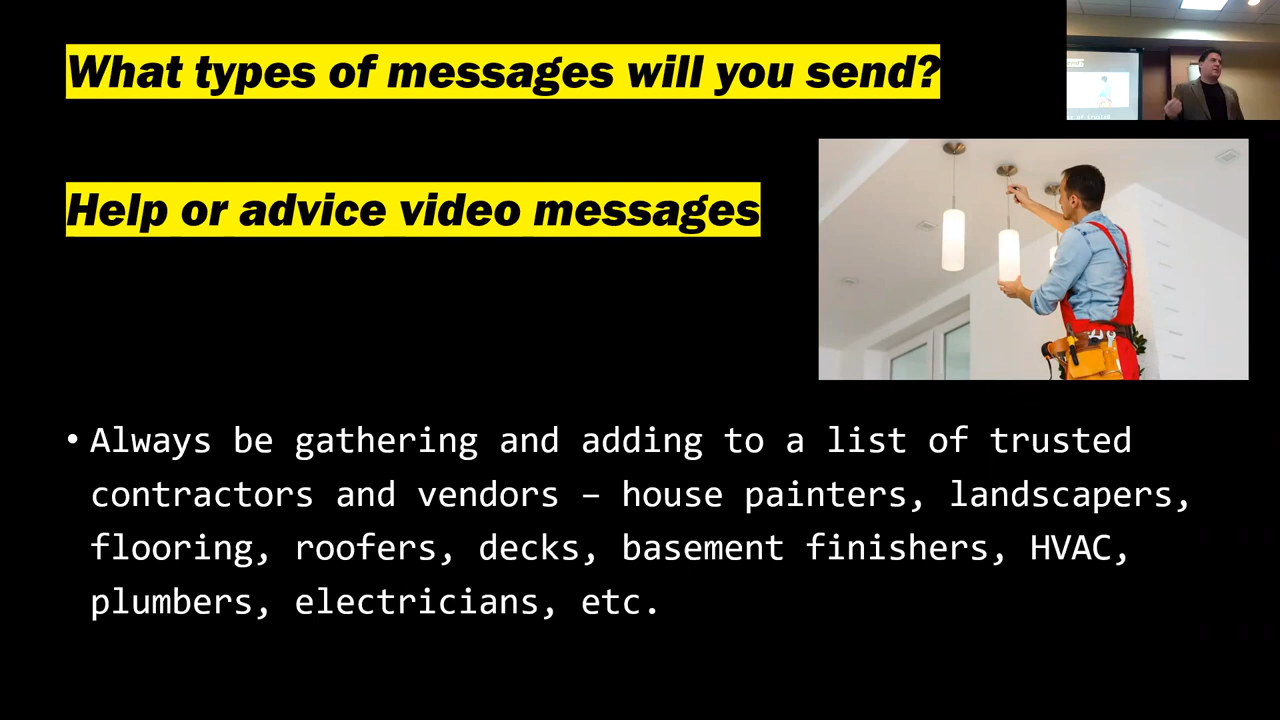 What types of messages will you send?
Help or advice video messages
• Always be gathering and adding to a list of trusted
contractors and vendors – house painters, landscapers,
flooring, roofers, decks, basement finishers, HVAC,
plumbers, electricians, etc.